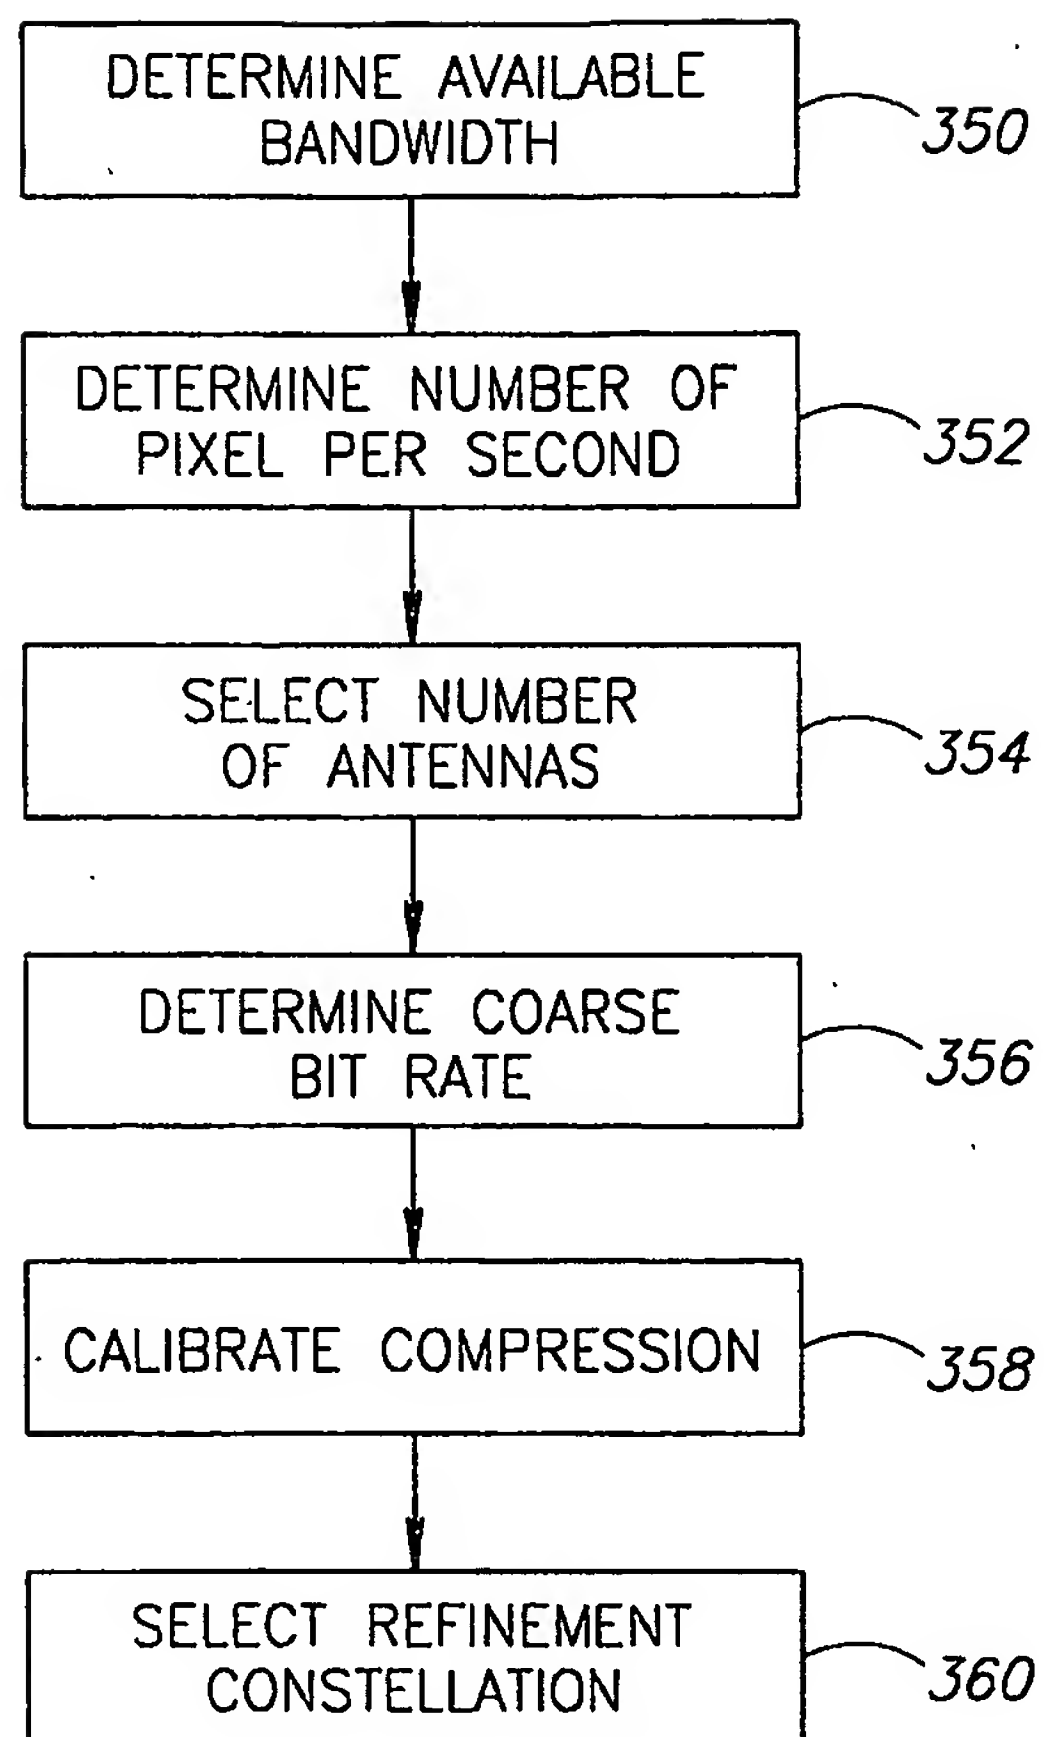 DETERMINE AVAILABLE
BANDWIDTH
350
DETERMINE NUMBER OF
PIXEL PER SECOND
352
SELECT NUMBER
OF ANTENNAS
354
DETERMINE COARSE
BIT RATE
356
CALIBRATE COMPRESSION
358
SELECT REFINEMENT
CONSTELLATION
360